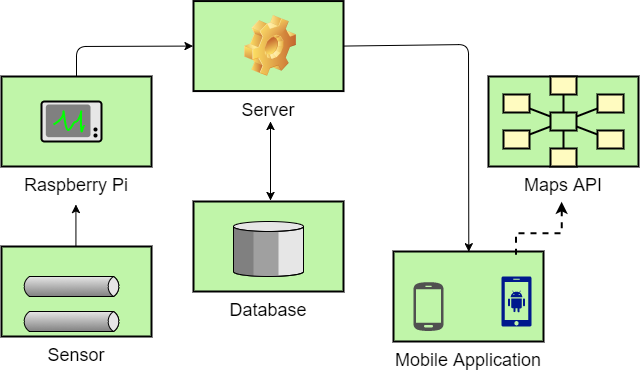 Server
Raspberry Pi
Maps API
Database
Sensor
Mobile Application